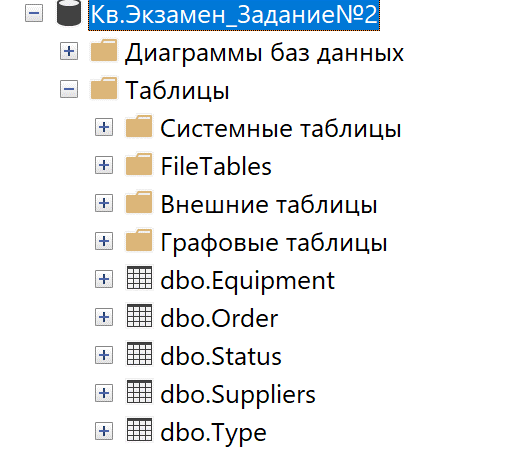 Кв.Экзамен_Задание№2
Диаграммы баз данных
Таблицы
Системные таблицы
FileTables
Внешние таблицы
Графовые таблицы
dbo.Equipment
dbo.Order
dbo.Status
dbo.Suppliers
dbo.Type